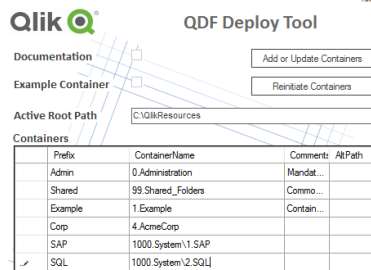 Qlik Q
QDF Deploy Tool
Documentation
Add or Update Containers
Example Container
Reinitiate Containers
Active Root Path C:\QlikResources
Containers
Prefix ContainerName Comments AltPath
Admin 0.Administration Mandat...
Shared 99.Shared_Folders Commo...
Example 1.Example Contain...
Corp 4.AcmeCorp
SAP 1000.System\1.SAP
SQL 1000.System\2.SQL